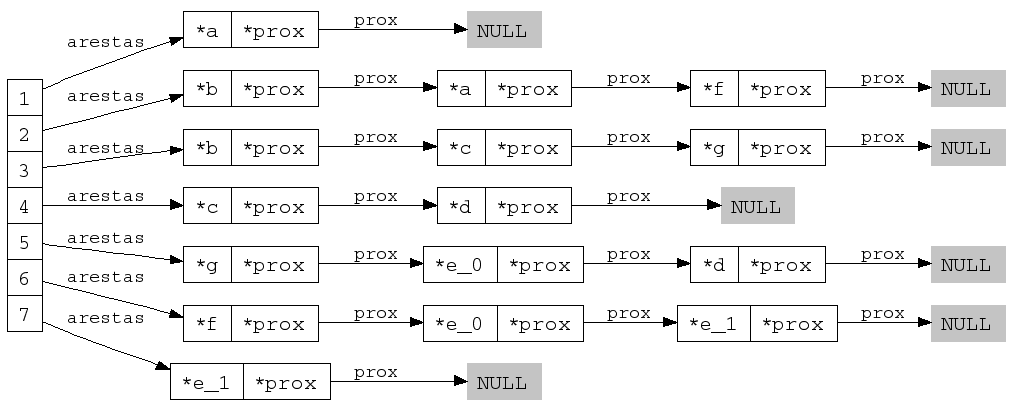 *a *prox prox NULL
arestas
*b *prox prox *a *prox prox *f *prox prox NULL
1 arestas
2
*b *prox prox *c *prox prox *g *prox prox NULL
arestas
3
*c *prox prox *d *prox prox NULL
arestas
4
*g *prox prox *e_0 *prox prox *d *prox prox NULL
arestas
5
*f *prox prox *e_0 *prox prox *e_1 *prox prox NULL
arestas
6
7 arestas
*e_1 *prox prox NULL